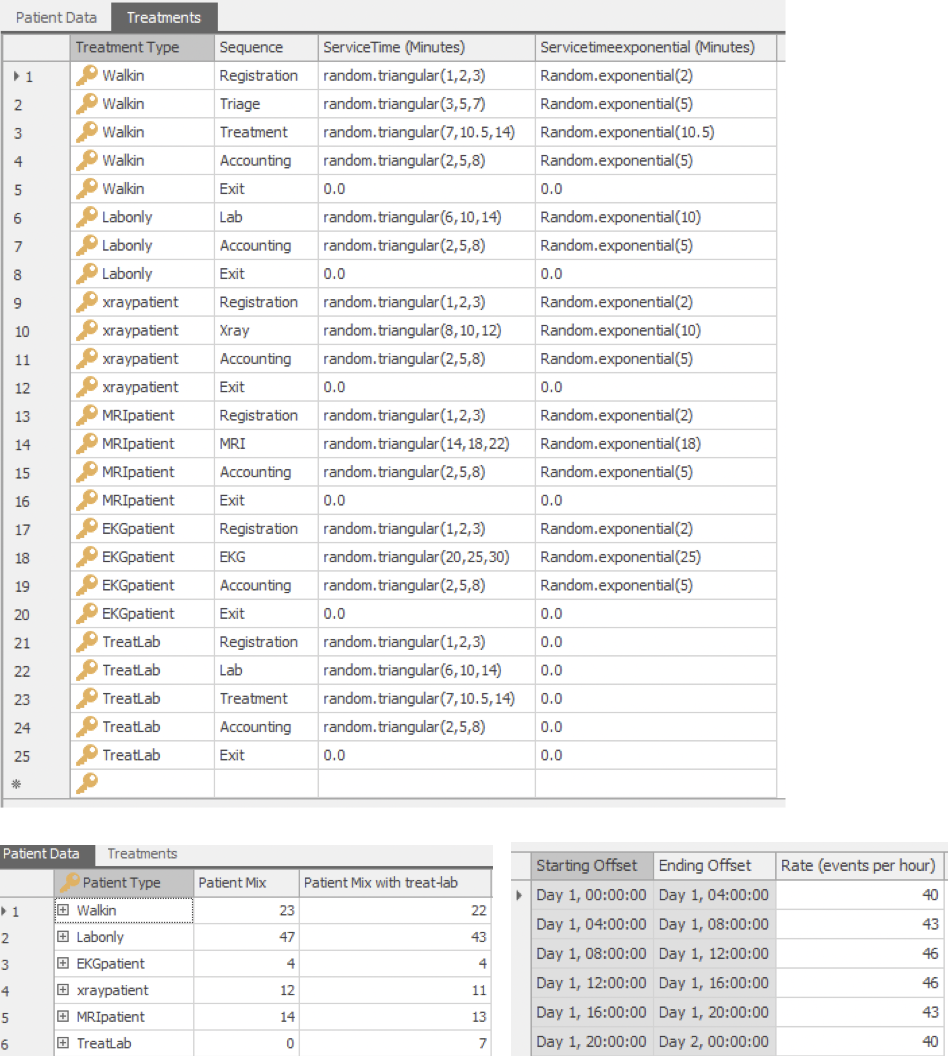 Patient Data Treatments
Treatment Type Sequence ServiceTime (Minutes) Servicetimeexponential (Minutes)
1 Walkin Registration random.triangular(1,2,3) Random.exponential(2)
2 Walkin Triage random.triangular(3,5,7) Random.exponential(5)
3 Walkin Treatment random.triangular(7,10.5,14) Random.exponential(10.5)
4 Walkin Accounting random.triangular(2,5,8) Random.exponential(5)
5 Walkin Exit 0.0 0.0
6 Labonly Lab random.triangular(6,10,14) Random.exponential(10)
7 Labonly Accounting random.triangular(2,5,8) Random.exponential(5)
8 Labonly Exit 0.0 0.0
9 xraypatient Registration random.triangular(1,2,3) Random.exponential(2)
10 xraypatient Xray random.triangular(8,10,12) Random.exponential(10)
11 xraypatient Accounting random.triangular(2,5,8) Random.exponential(5)
12 xraypatient Exit 0.0 0.0
13 MRIpatient Registration random.triangular(1,2,3) Random.exponential(2)
14 MRIpatient MRI random.triangular(14,18,22) Random.exponential(18)
15 MRIpatient Accounting random.triangular(2,5,8) Random.exponential(5)
16 MRIpatient Exit 0.0 0.0
17 EKGpatient Registration random.triangular(1,2,3) Random.exponential(2)
18 EKGpatient EKG random.triangular(20,25,30) Random.exponential(25)
19 EKGpatient Accounting random.triangular(2,5,8) Random.exponential(5)
20 EKGpatient Exit 0.0 0.0
21 TreatLab Registration random.triangular(1,2,3) 0.0
22 TreatLab Lab random.triangular(6,10,14) 0.0
23 TreatLab Treatment random.triangular(7,10.5,14) 0.0
24 TreatLab Accounting random.triangular(2,5,8) 0.0
25 TreatLab Exit 0.0 0.0
Patient Data Treatments
Patient Type Patient Mix Patient Mix with treat-lab
1 Walkin 23 22
2 Labonly 47 43
3 EKGpatient 4 4
4 xraypatient 12 11
5 MRIpatient 14 13
6 TreatLab 0 7
Starting Offset Ending Offset Rate (events per hour)
Day 1, 00:00:00 Day 1, 04:00:00 40
Day 1, 04:00:00 Day 1, 08:00:00 43
Day 1, 08:00:00 Day 1, 12:00:00 46
Day 1, 12:00:00 Day 1, 16:00:00 46
Day 1, 16:00:00 Day 1, 20:00:00 43
Day 1, 20:00:00 Day 2, 00:00:00 40